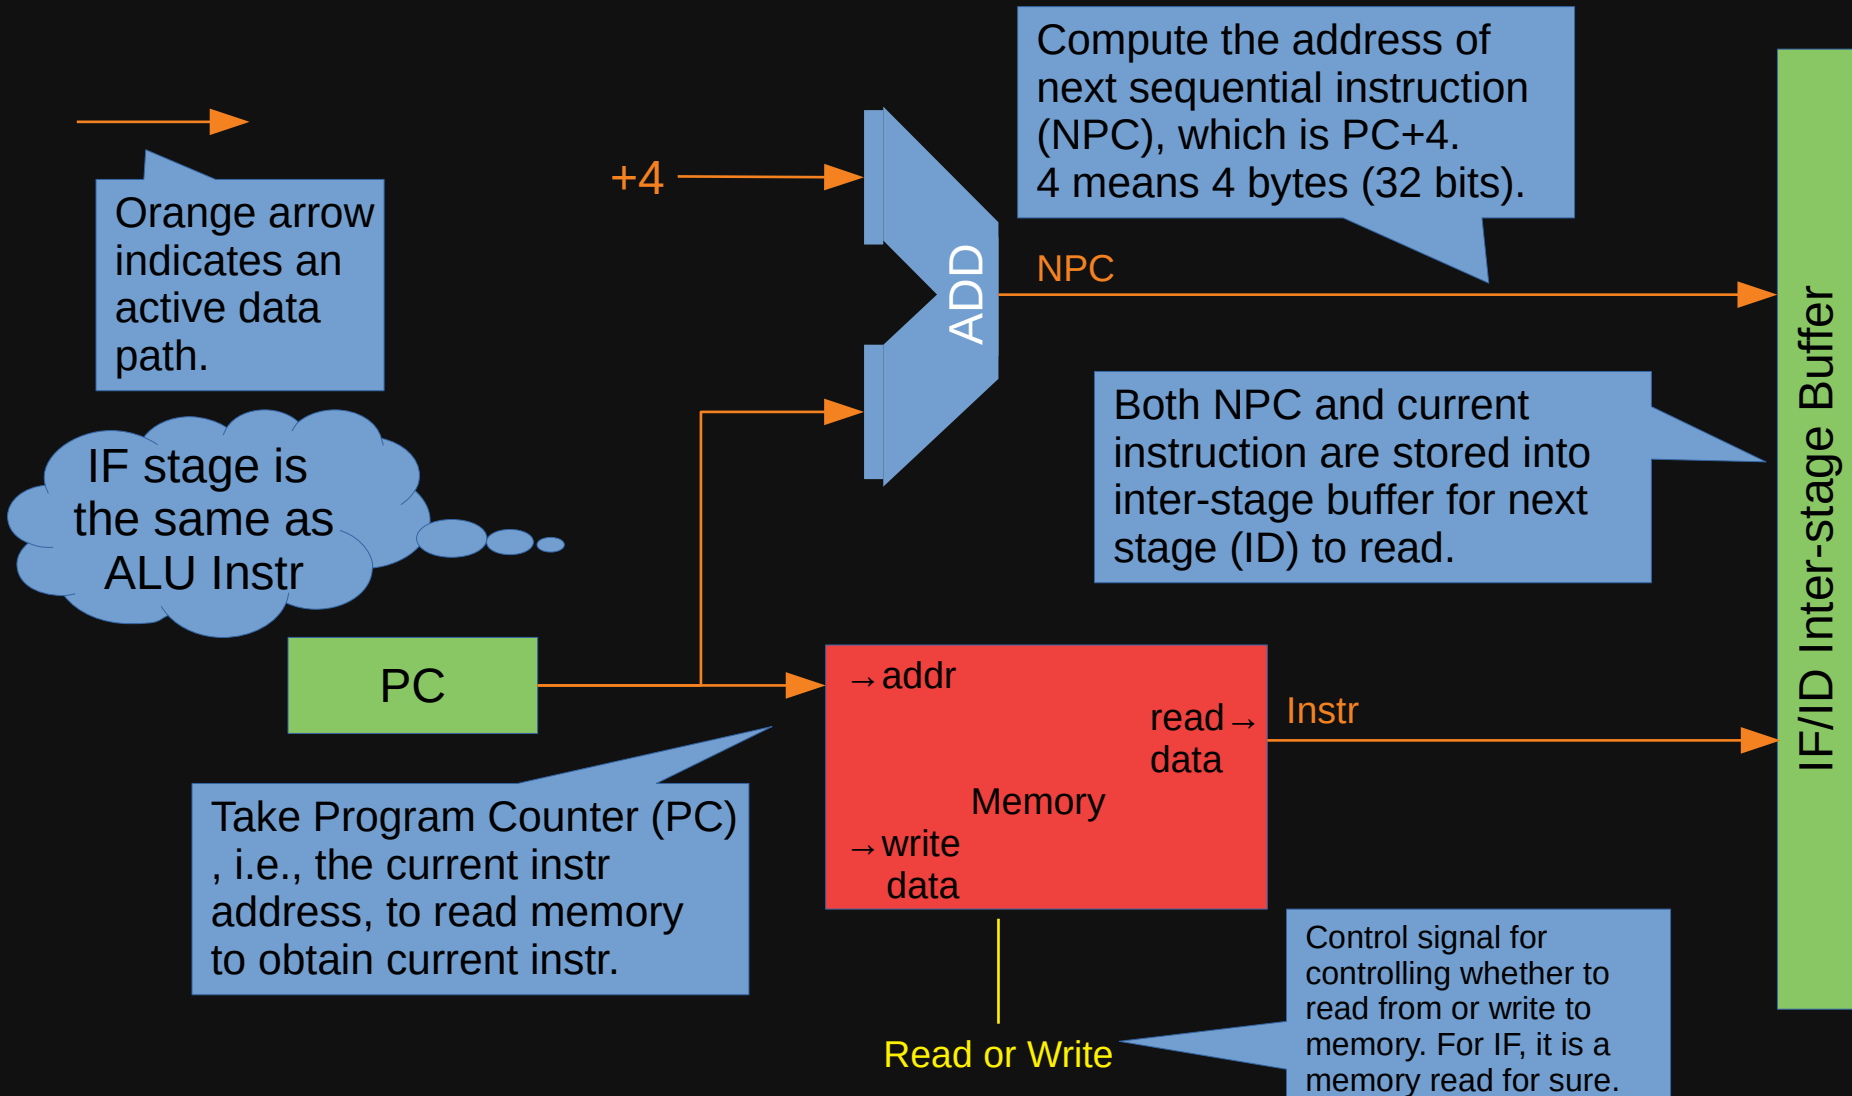 Compute the address of
next sequential instruction
(NPC), which is PC+4.
4 means 4 bytes (32 bits).
+4
Orange arrow
indicates an
active data
path.
ADD
NPC
IF stage is
the same as
ALU Instr
Both NPC and current
instruction are stored into
inter-stage buffer for next
stage (ID) to read.
IF/ID Inter-stage Buffer
PC
→addr
read→
data
Memory
→write
data
Instr
Take Program Counter (PC)
, i.e., the current instr
address, to read memory
to obtain current instr.
Read or Write
Control signal for
controlling whether to
read from or write to
memory. For IF, it is a
memory read for sure.